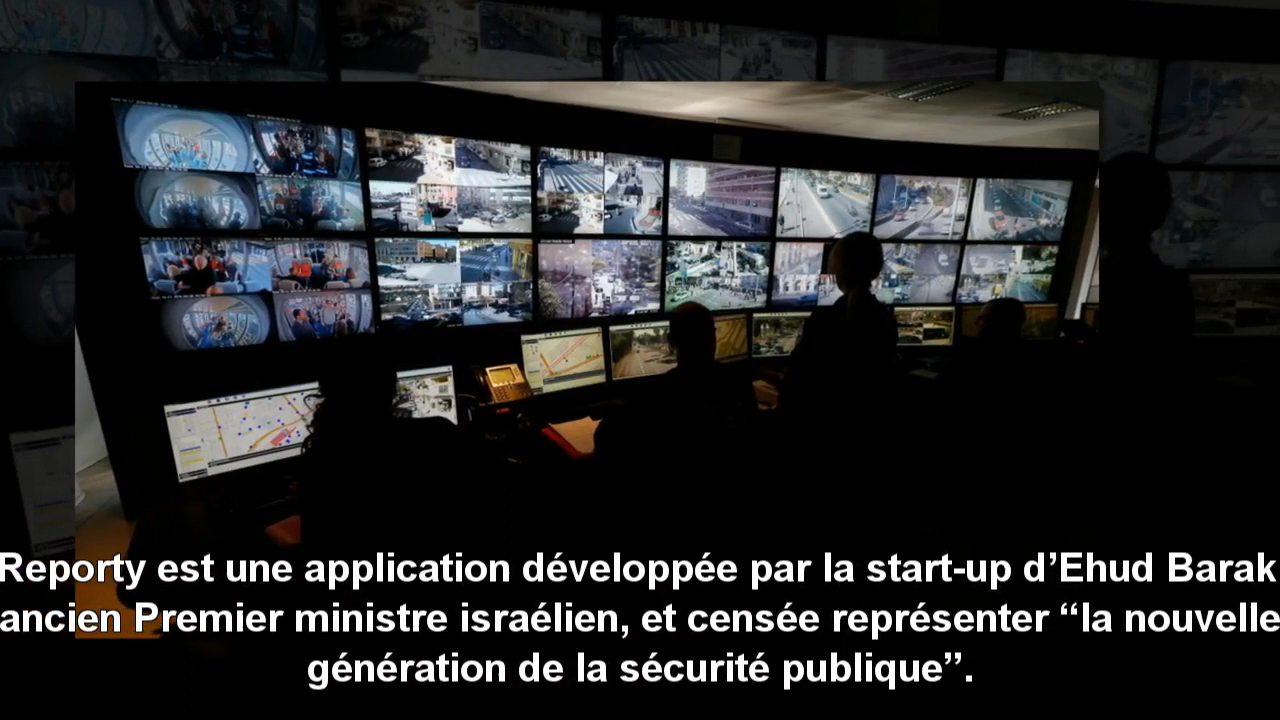 Reporty est une application développée par la start-up d’Ehud Barak
ancien Premier ministre israélien, et censée représenter “la nouvelle
génération de la sécurité publique”.